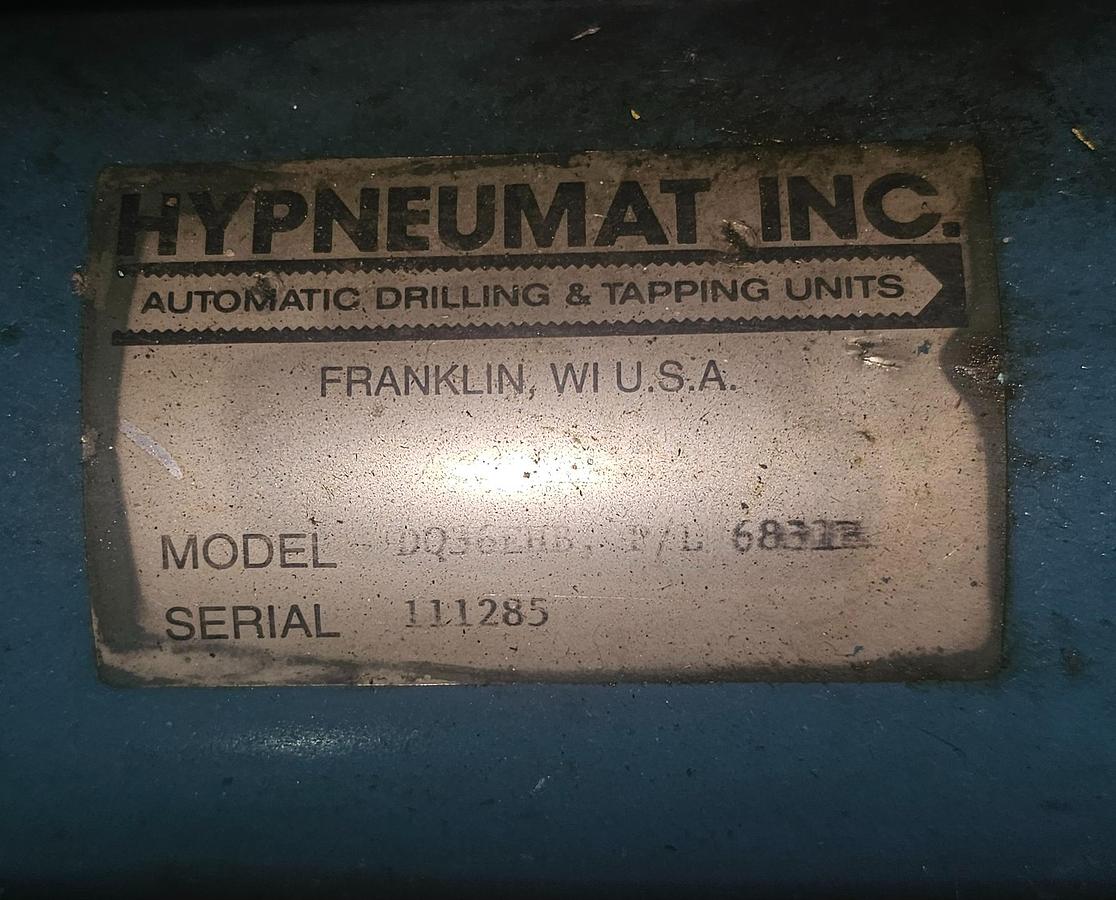 HYPNEUMAT INC.
AUTOMATIC DRILLING & TAPPING UNITS
FRANKLIN, WI U.S.A.
MODEL P/L
SERIAL 111285